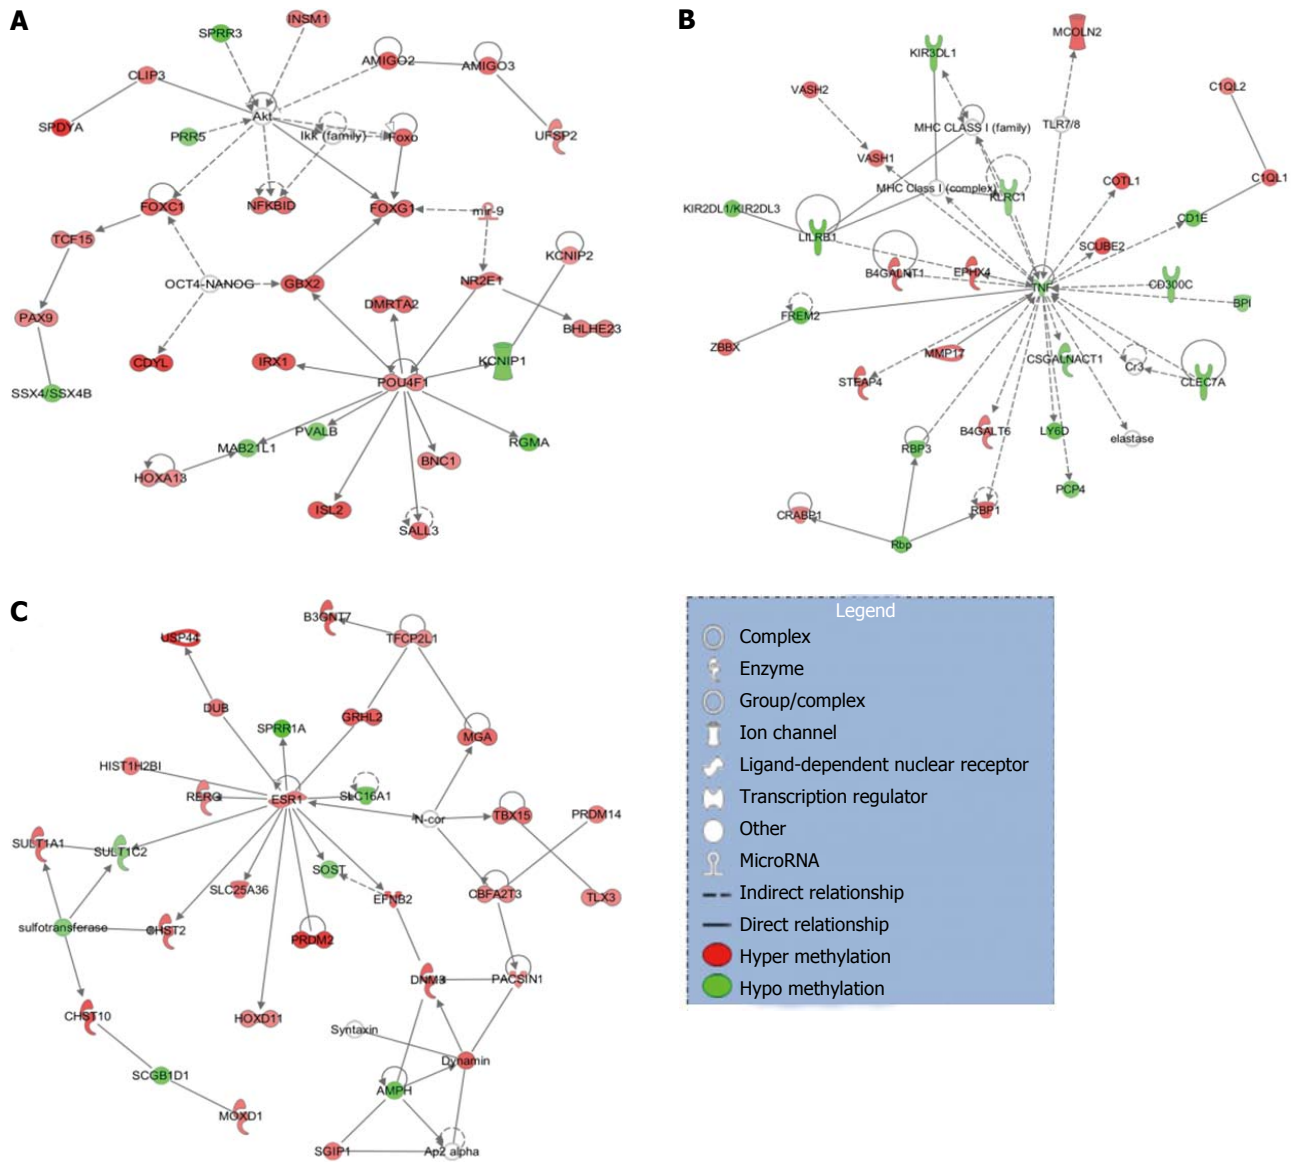 A
INSM1
SPRR3
AMIGO2
AMIGO3
CLIP3
Akt
SPDYA
PRR5
Ikk (family)
Foxo
UFSP2
FOXC1
NFKBID
FOXG1
mir-9
TCF15
KCNIP2
OCT4-NANOG
GBX2
NR2E1
DMRTA2
PAX9
BHLHE23
CDYL
IRX1
KCNIP1
POU4F1
SSX4/SSX4B
PVALB
MAB21L1
RGMA
BNC1
HOXA13
ISL2
SALL3
B
MCOLN2
KIR3DL1
VASH2
C1QL2
MHC CLASS I (family)
TLR7/8
VASH1
MHC Class I (complex)
KLRC1
COTL1
C1QL1
KIR2DL1/KIR2DL3
CD1E
LILRB1
SCUBE2
B4GALNT1
EPHX4
TNF
CD300C
BPI
FREM2
ZBBX
MMP17
CSGALNACT1
Cr3
STEAP4
CLEC7A
B4GALT6
LY6D
elastase
RBP3
PCP4
CRABP1
RBP1
Rbp
C
B3GNT7
USP44
TFCP2L1
DUB
SPRR1A
GRHL2
MGA
HIST1H2BI
RERG
ESR1
SLC16A1
N-cor
TBX15
PRDM14
SULT1A1
SULT1C2
SOST
SLC25A36
EFNB2
CBFA2T3
TLX3
sulfotransferase
CHST2
PRDM2
DNM3
PACSIN1
CHST10
HOXD11
Syntaxin
Dynamin
SCGB1D1
AMPH
MOXD1
SGIP1
Ap2 alpha
Legend
Complex
Enzyme
Group/complex
Ion channel
Ligand-dependent nuclear receptor
Transcription regulator
Other
MicroRNA
Indirect relationship
Direct relationship
Hyper methylation
Hypo methylation